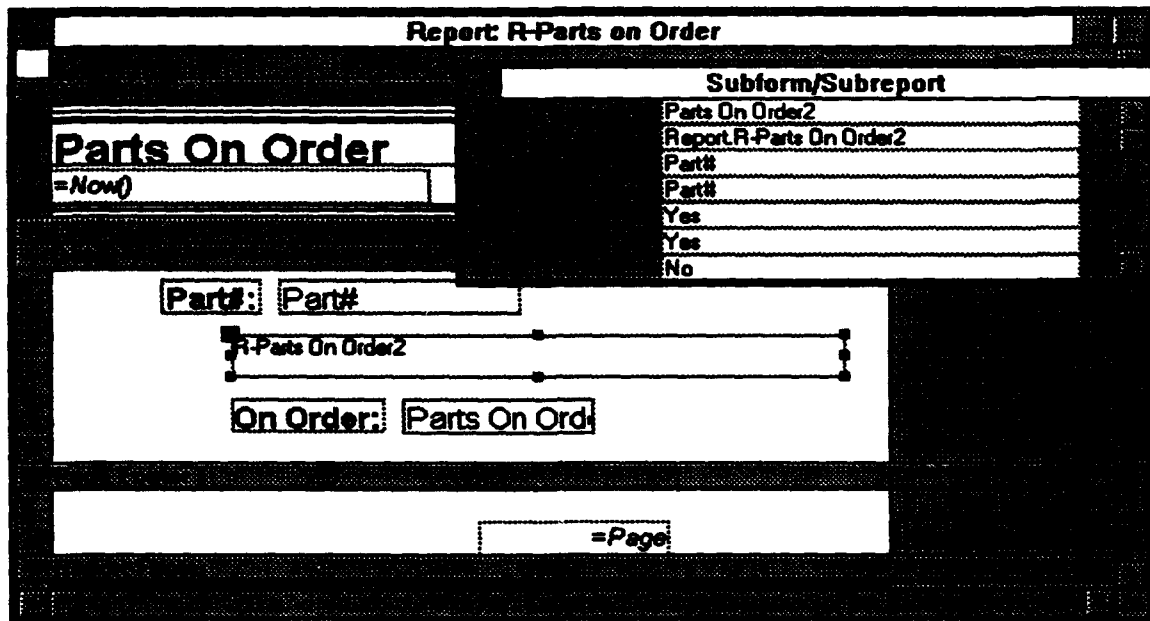 Report: R-Parts on Order
Subform/Subreport
Parts On Order2
Report.R-Parts On Order2
Part#
Part#
Yes
Yes
No
Parts On Order
=Now()
Part#: Part#
R-Parts On Order2
On Order: Parts On Ord
=Page